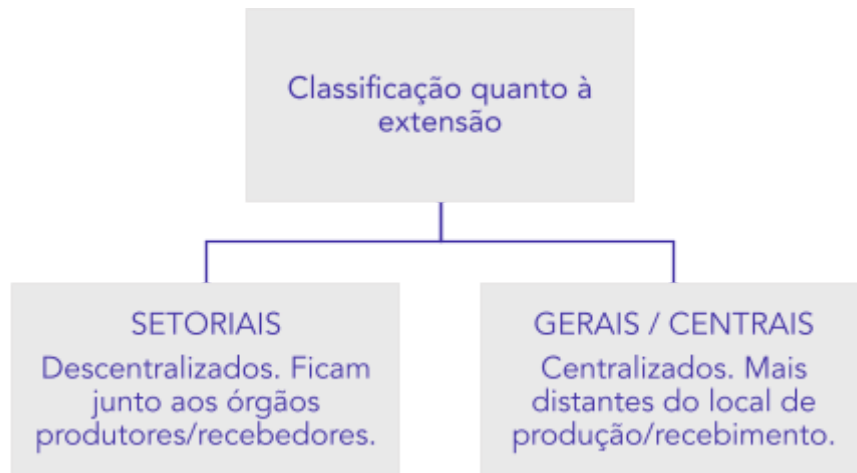 Classificação quanto à
extensão
SETORIAIS
Descentralizados. Ficam
junto aos órgãos
produtores/recebedores.
GERAIS / CENTRAIS
Centralizados. Mais
distantes do local de
produção/recebimento.